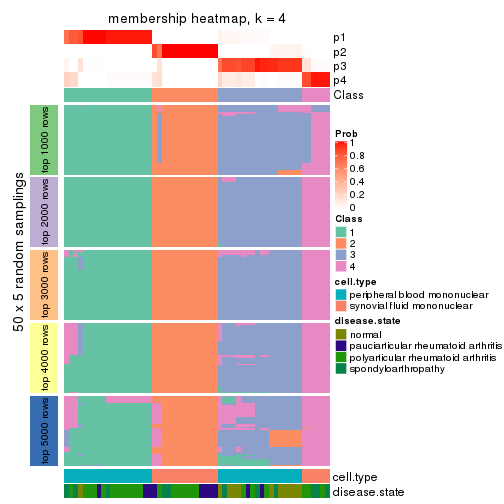 membership heatmap, k = 4
p1
p2
p3
p4
Class
50 x 5 random samplings
top 1000 rows
top 2000 rows
top 3000 rows
top 4000 rows
top 5000 rows
cell.type
disease.state
Prob
1
0.8
0.6
0.4
0.2
0
Class
1
2
3
4
cell.type
peripheral blood mononuclear
synovial fluid mononuclear
disease.state
normal
pauciarticular rheumatoid arthritis
polyarticular rheumatoid arthritis
spondyloarthropathy